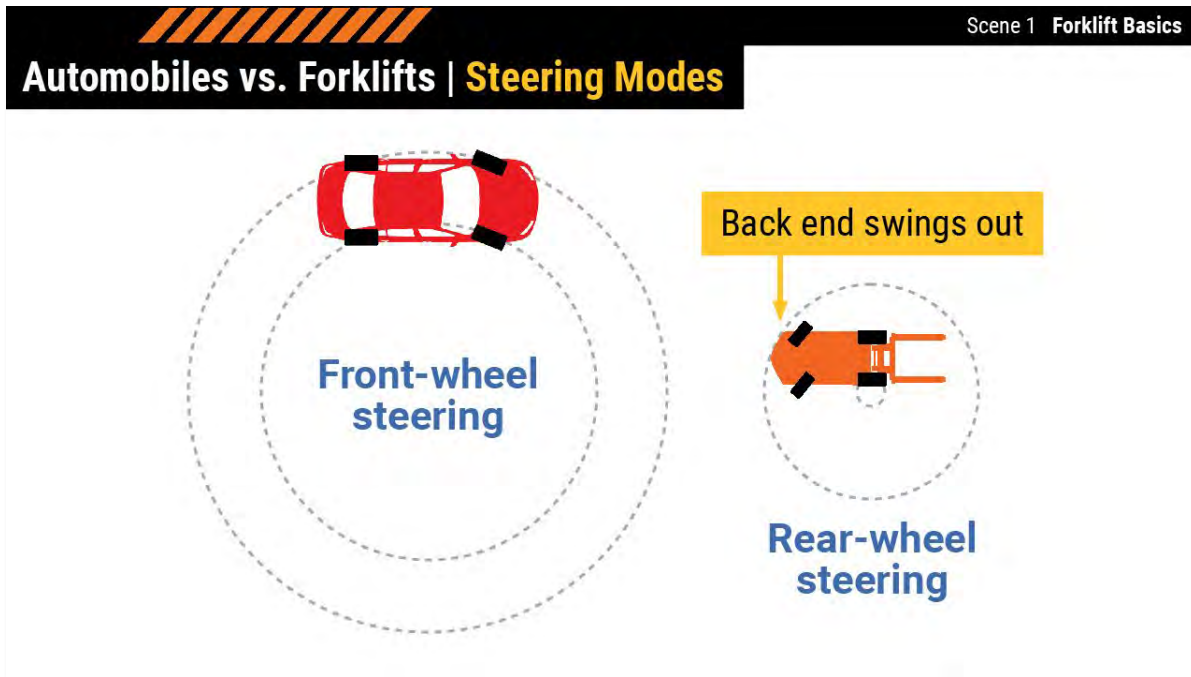 Scene 1 Forklift Basics
Automobiles vs. Forklifts | Steering Modes
Back end swings out
Front-wheel
steering
Rear-wheel
steering